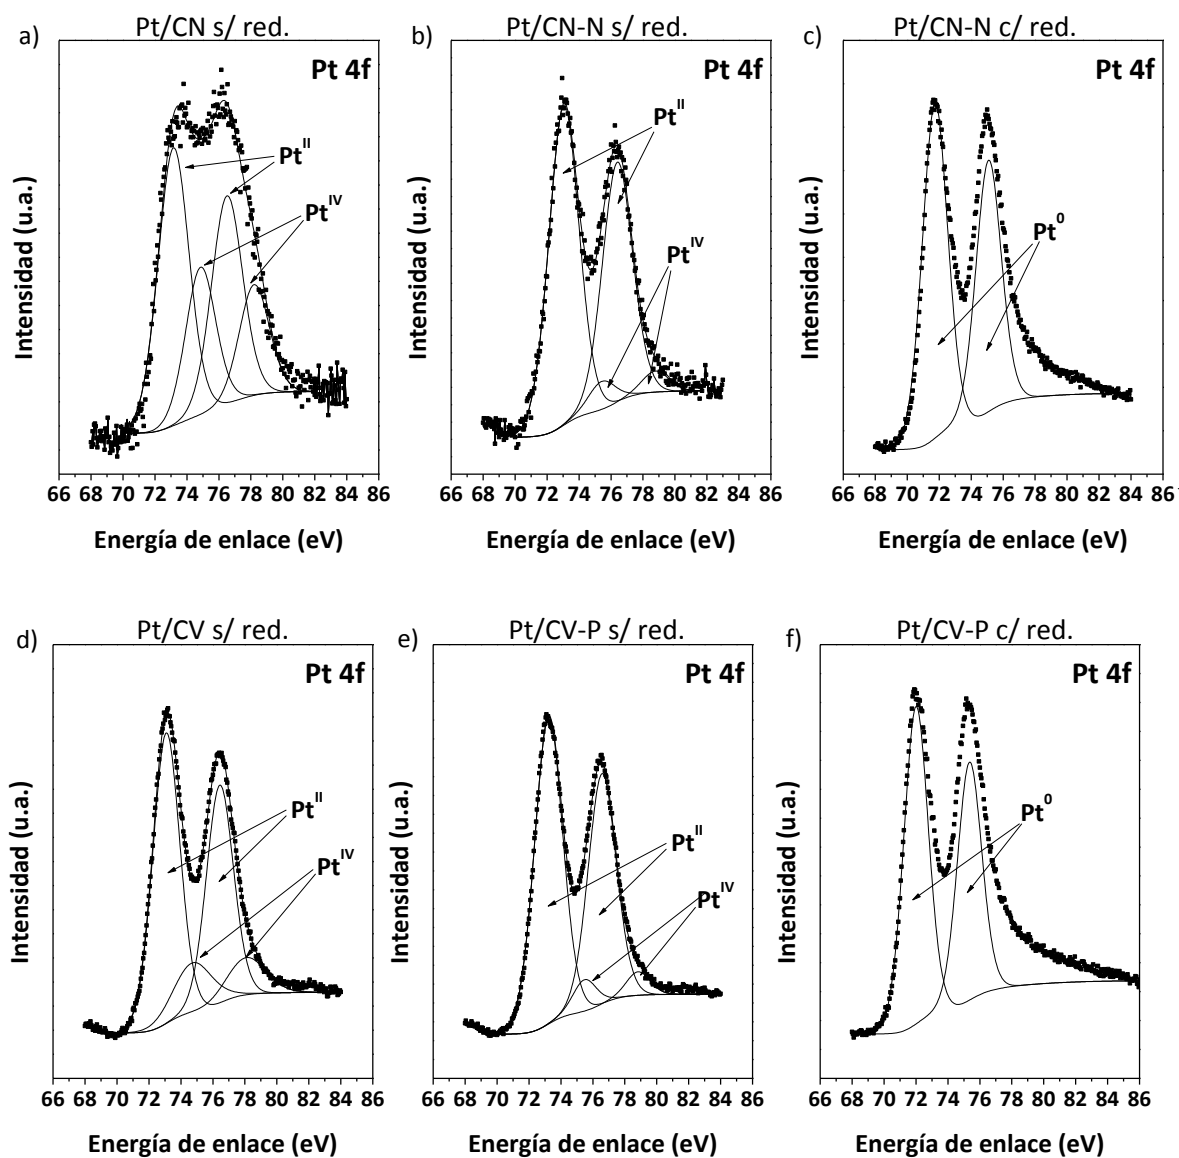 a) Pt/CN s/ red.
Pt 4f
Pt^II
Pt^IV
Intensidad (u.a.)
66 68 70 72 74 76 78 80 82 84 86
Energía de enlace (eV)
b) Pt/CN-N s/ red.
Pt 4f
Pt^II
Pt^IV
Intensidad (u.a.)
66 68 70 72 74 76 78 80 82 84 86
Energía de enlace (eV)
c) Pt/CN-N c/ red.
Pt 4f
Pt^0
Intensidad (u.a.)
66 68 70 72 74 76 78 80 82 84 86
Energía de enlace (eV)
d) Pt/CV s/ red.
Pt 4f
Pt^II
Pt^IV
Intensidad (u.a.)
66 68 70 72 74 76 78 80 82 84 86
Energía de enlace (eV)
e) Pt/CV-P s/ red.
Pt 4f
Pt^II
Pt^IV
Intensidad (u.a.)
66 68 70 72 74 76 78 80 82 84 86
Energía de enlace (eV)
f) Pt/CV-P c/ red.
Pt 4f
Pt^0
Intensidad (u.a.)
66 68 70 72 74 76 78 80 82 84 86
Energía de enlace (eV)